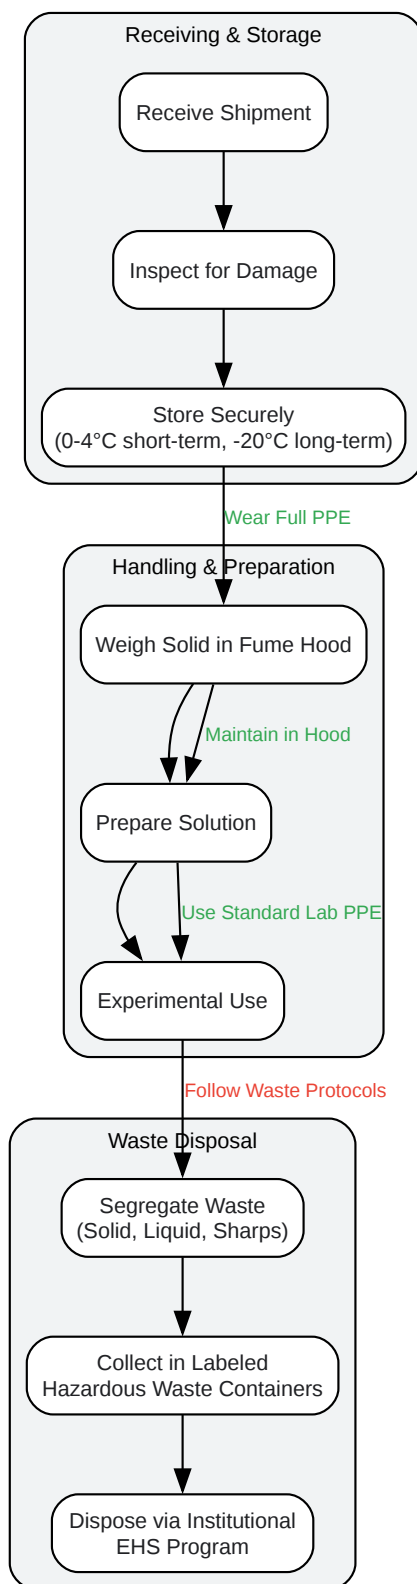 Receiving & Storage
Receive Shipment
Inspect for Damage
Store Securely
(0-4°C short-term, -20°C long-term)
Wear Full PPE
Handling & Preparation
Weigh Solid in Fume Hood
Maintain in Hood
Prepare Solution
Use Standard Lab PPE
Experimental Use
Follow Waste Protocols
Waste Disposal
Segregate Waste
(Solid, Liquid, Sharps)
Collect in Labeled
Hazardous Waste Containers
Dispose via Institutional
EHS Program